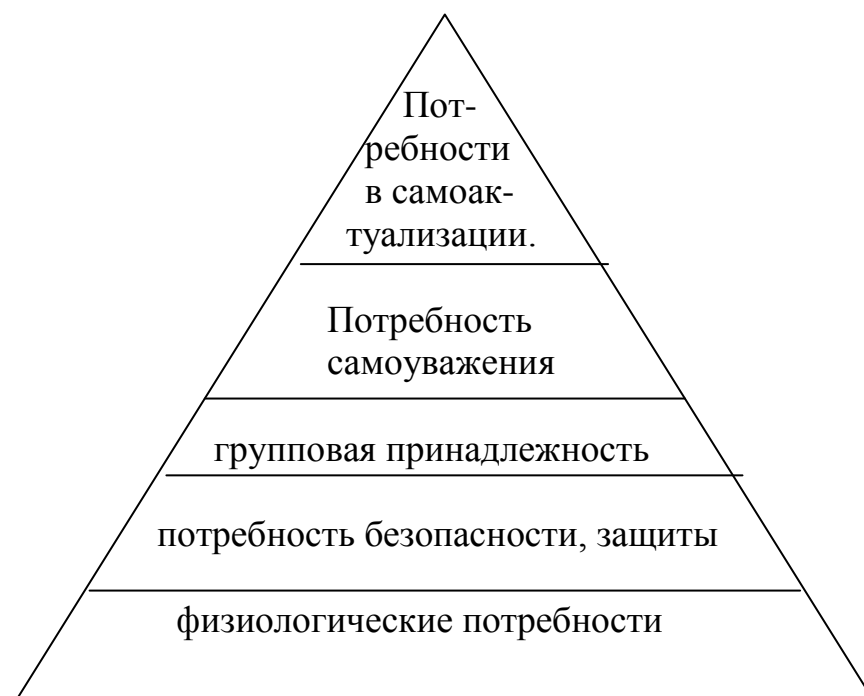 Пот-
ребности
в самоак-
туализации.
Потребность
самоуважения
групповая принадлежность
потребность безопасности, защиты
физиологические потребности